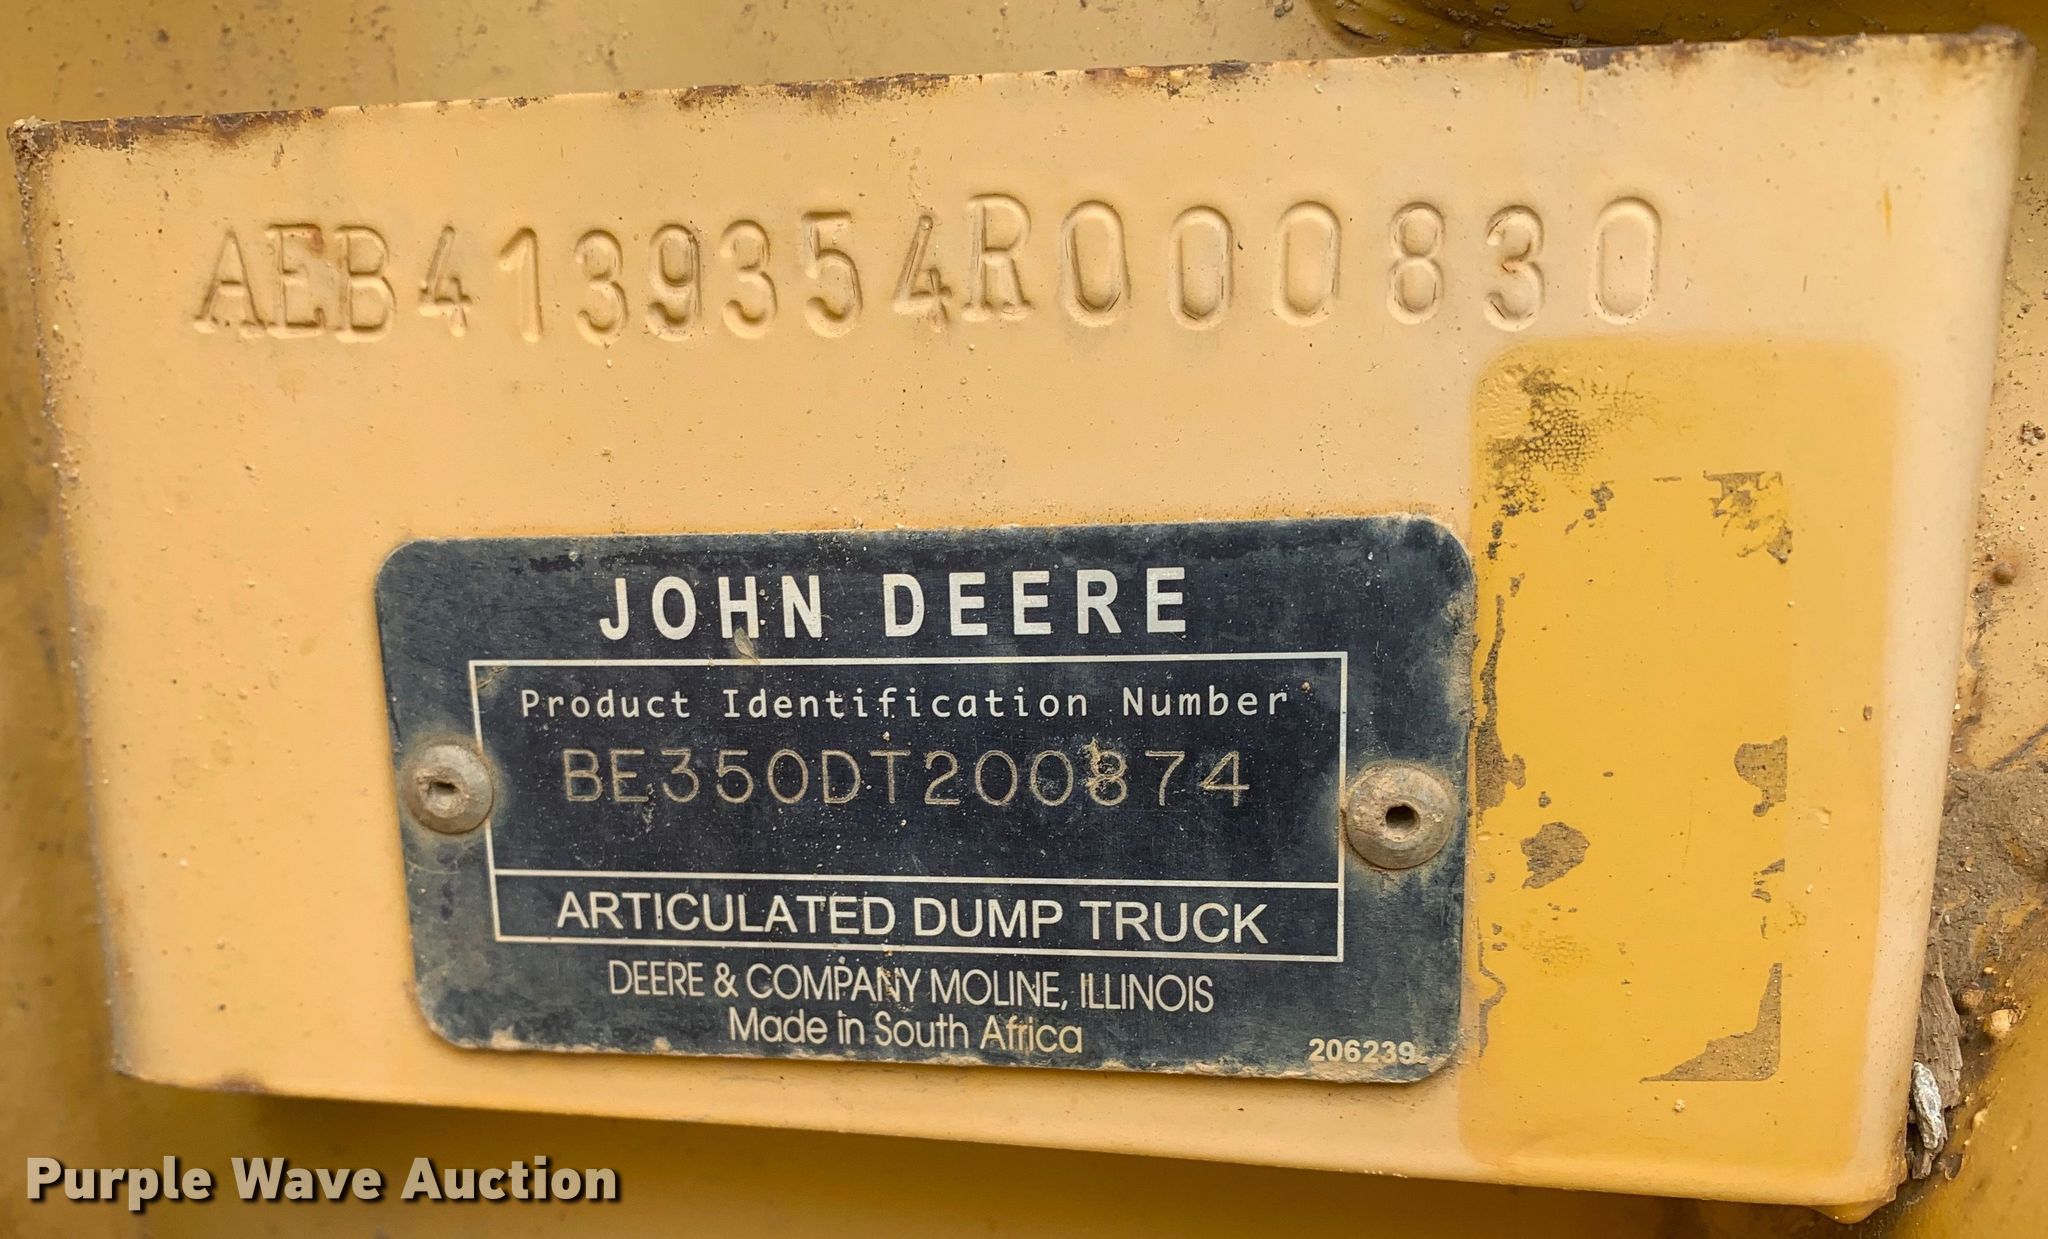 AEB4139354R000830
JOHN DEERE
Product Identification Number
BE350DT200874
ARTICULATED DUMP TRUCK
DEERE & COMPANY MOLINE, ILLINOIS
Made in South Africa
206239
Purple Wave Auction